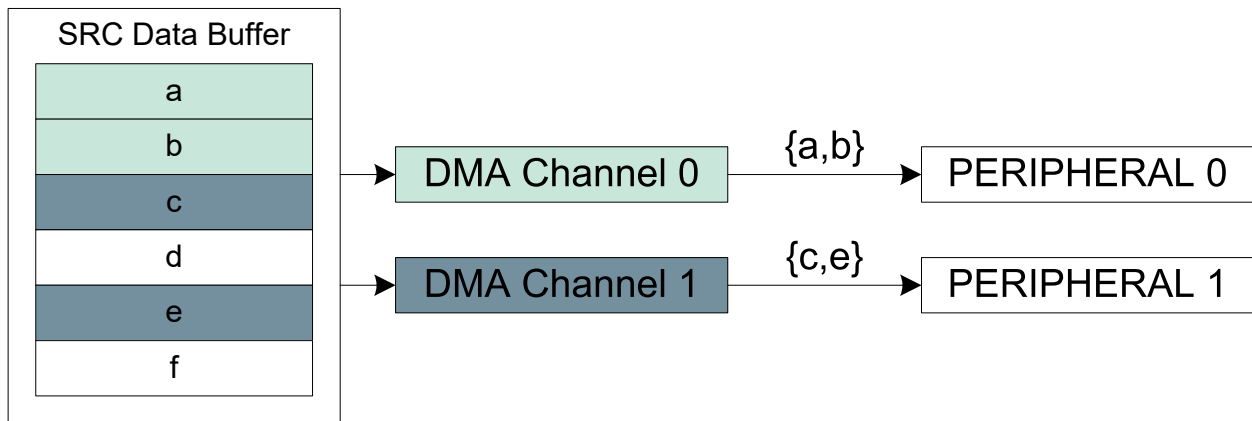 SRC Data Buffer
a
b
c
d
e
f
DMA Channel 0
{a,b}
PERIPHERAL 0
DMA Channel 1
{c,e}
PERIPHERAL 1